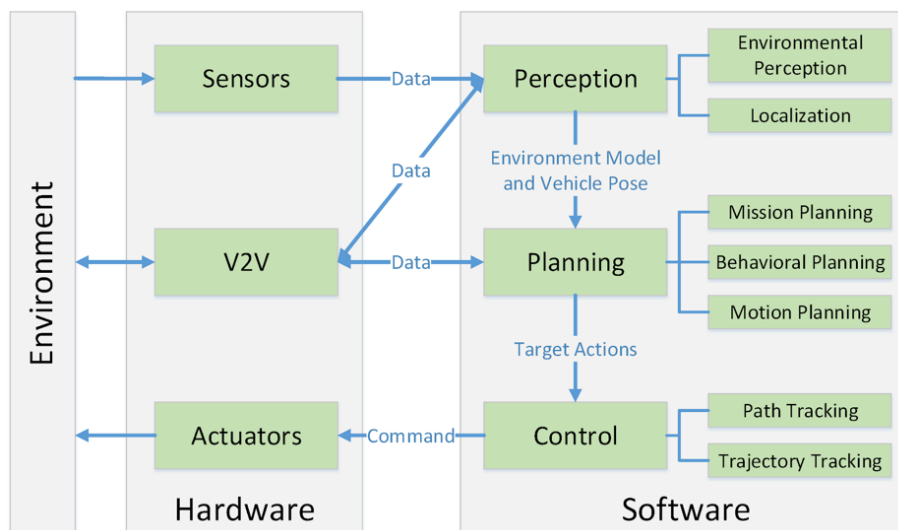 Environment
Sensors
Data
Perception
Environmental
Perception
Localization
Data
Environment Model
and Vehicle Pose
V2V
Data
Planning
Mission Planning
Behavioral Planning
Motion Planning
Target Actions
Actuators
Command
Control
Path Tracking
Trajectory Tracking
Hardware
Software